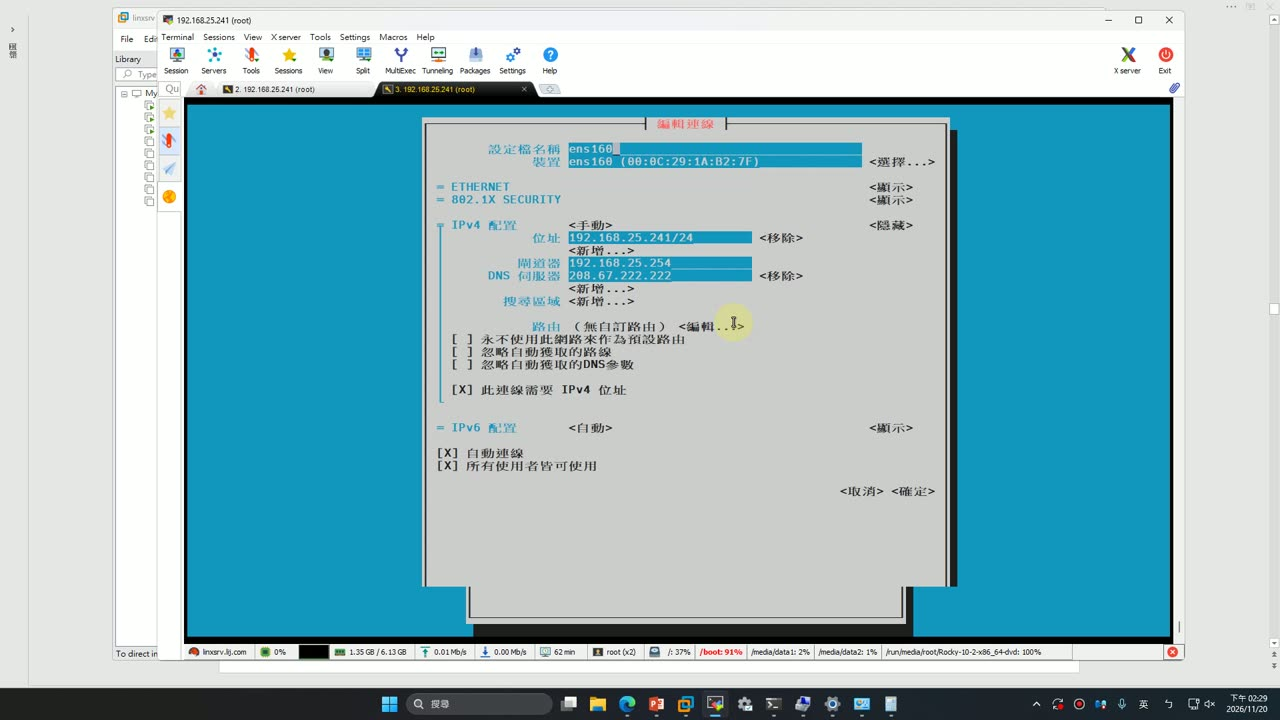 linxsrv
192.168.25.241 (root)
File
Edi
Terminal Sessions View X server Tools Settings Macros Help
Session Servers Tools Sessions View Split MultiExec Tunneling Packages Settings Help X server Exit
Library
Type
My
Qu
2. 192.168.25.241 (root)
3. 192.168.25.241 (root)
編輯連線
設定檔名稱 ens160
裝置 ens160 (00:0C:29:1A:B2:7F) <選擇...>
= ETHERNET <顯示>
= 802.1X SECURITY <顯示>
IPv4 配置 <手動> <隱藏>
位址 192.168.25.241/24 <移除>
<新增...>
閘道器 192.168.25.254
DNS 伺服器 208.67.222.222 <移除>
<新增...>
搜尋區域 <新增...>
路由 (無自訂路由) <編輯...>
[ ] 永不使用此網路來作為預設路由
[ ] 忽略自動獲取的路線
[ ] 忽略自動獲取的DNS參數
[X] 此連線需要 IPv4 位址
= IPv6 配置 <自動> <顯示>
[X] 自動連線
[X] 所有使用者皆可使用
<取消> <確定>
To direct in
linxsrv.lij.com 0% 1.35 GB / 6.13 GB 0.01 Mb/s 0.00 Mb/s 62 min root (x2) /: 37% /boot: 91% /media/data1: 2% /media/data2: 1% /run/media/root/Rocky-10-2-x86_64-dvd: 100%
搜尋
英
下午 02:29
2026/11/20